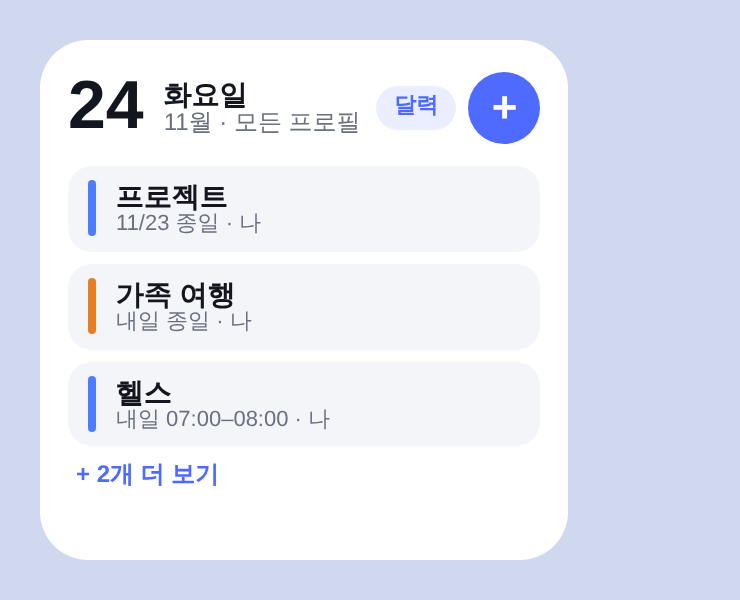 24
화요일
11월 · 모든 프로필
달력
+
프로젝트
11/23 종일 · 나
가족 여행
내일 종일 · 나
헬스
내일 07:00–08:00 · 나
+ 2개 더 보기